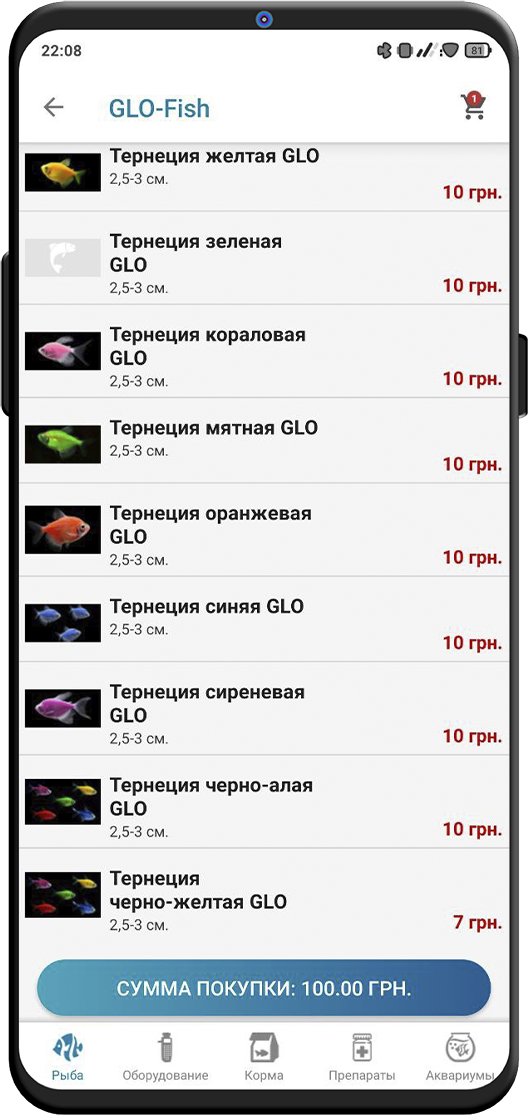 22:08
81
GLO-Fish
1
Тернеция желтая GLO
2,5-3 см.
10 грн.
Тернеция зеленая
GLO
2,5-3 см.
10 грн.
Тернеция кораловая
GLO
2,5-3 см.
10 грн.
Тернеция мятная GLO
2,5-3 см.
10 грн.
Тернеция оранжевая
GLO
2,5-3 см.
10 грн.
Тернеция синяя GLO
2,5-3 см.
10 грн.
Тернеция сиреневая
GLO
2,5-3 см.
10 грн.
Тернеция черно-алая
GLO
2,5-3 см.
10 грн.
Тернеция
черно-желтая GLO
2,5-3 см.
7 грн.
СУММА ПОКУПКИ: 100.00 ГРН.
Рыба
Оборудование
Корма
Препараты
Аквариумы